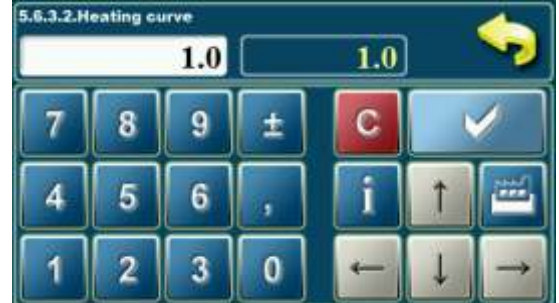 5.6.3.2.Heating curve
1.0 1.0
7 8 9 ± C
4 5 6 , i ↑
1 2 3 0 ← ↓ →